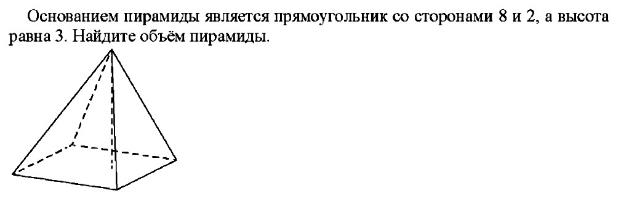 Основанием пирамиды является прямоугольник со сторонами 8 и 2, а высота
равна 3. Найдите объём пирамиды.